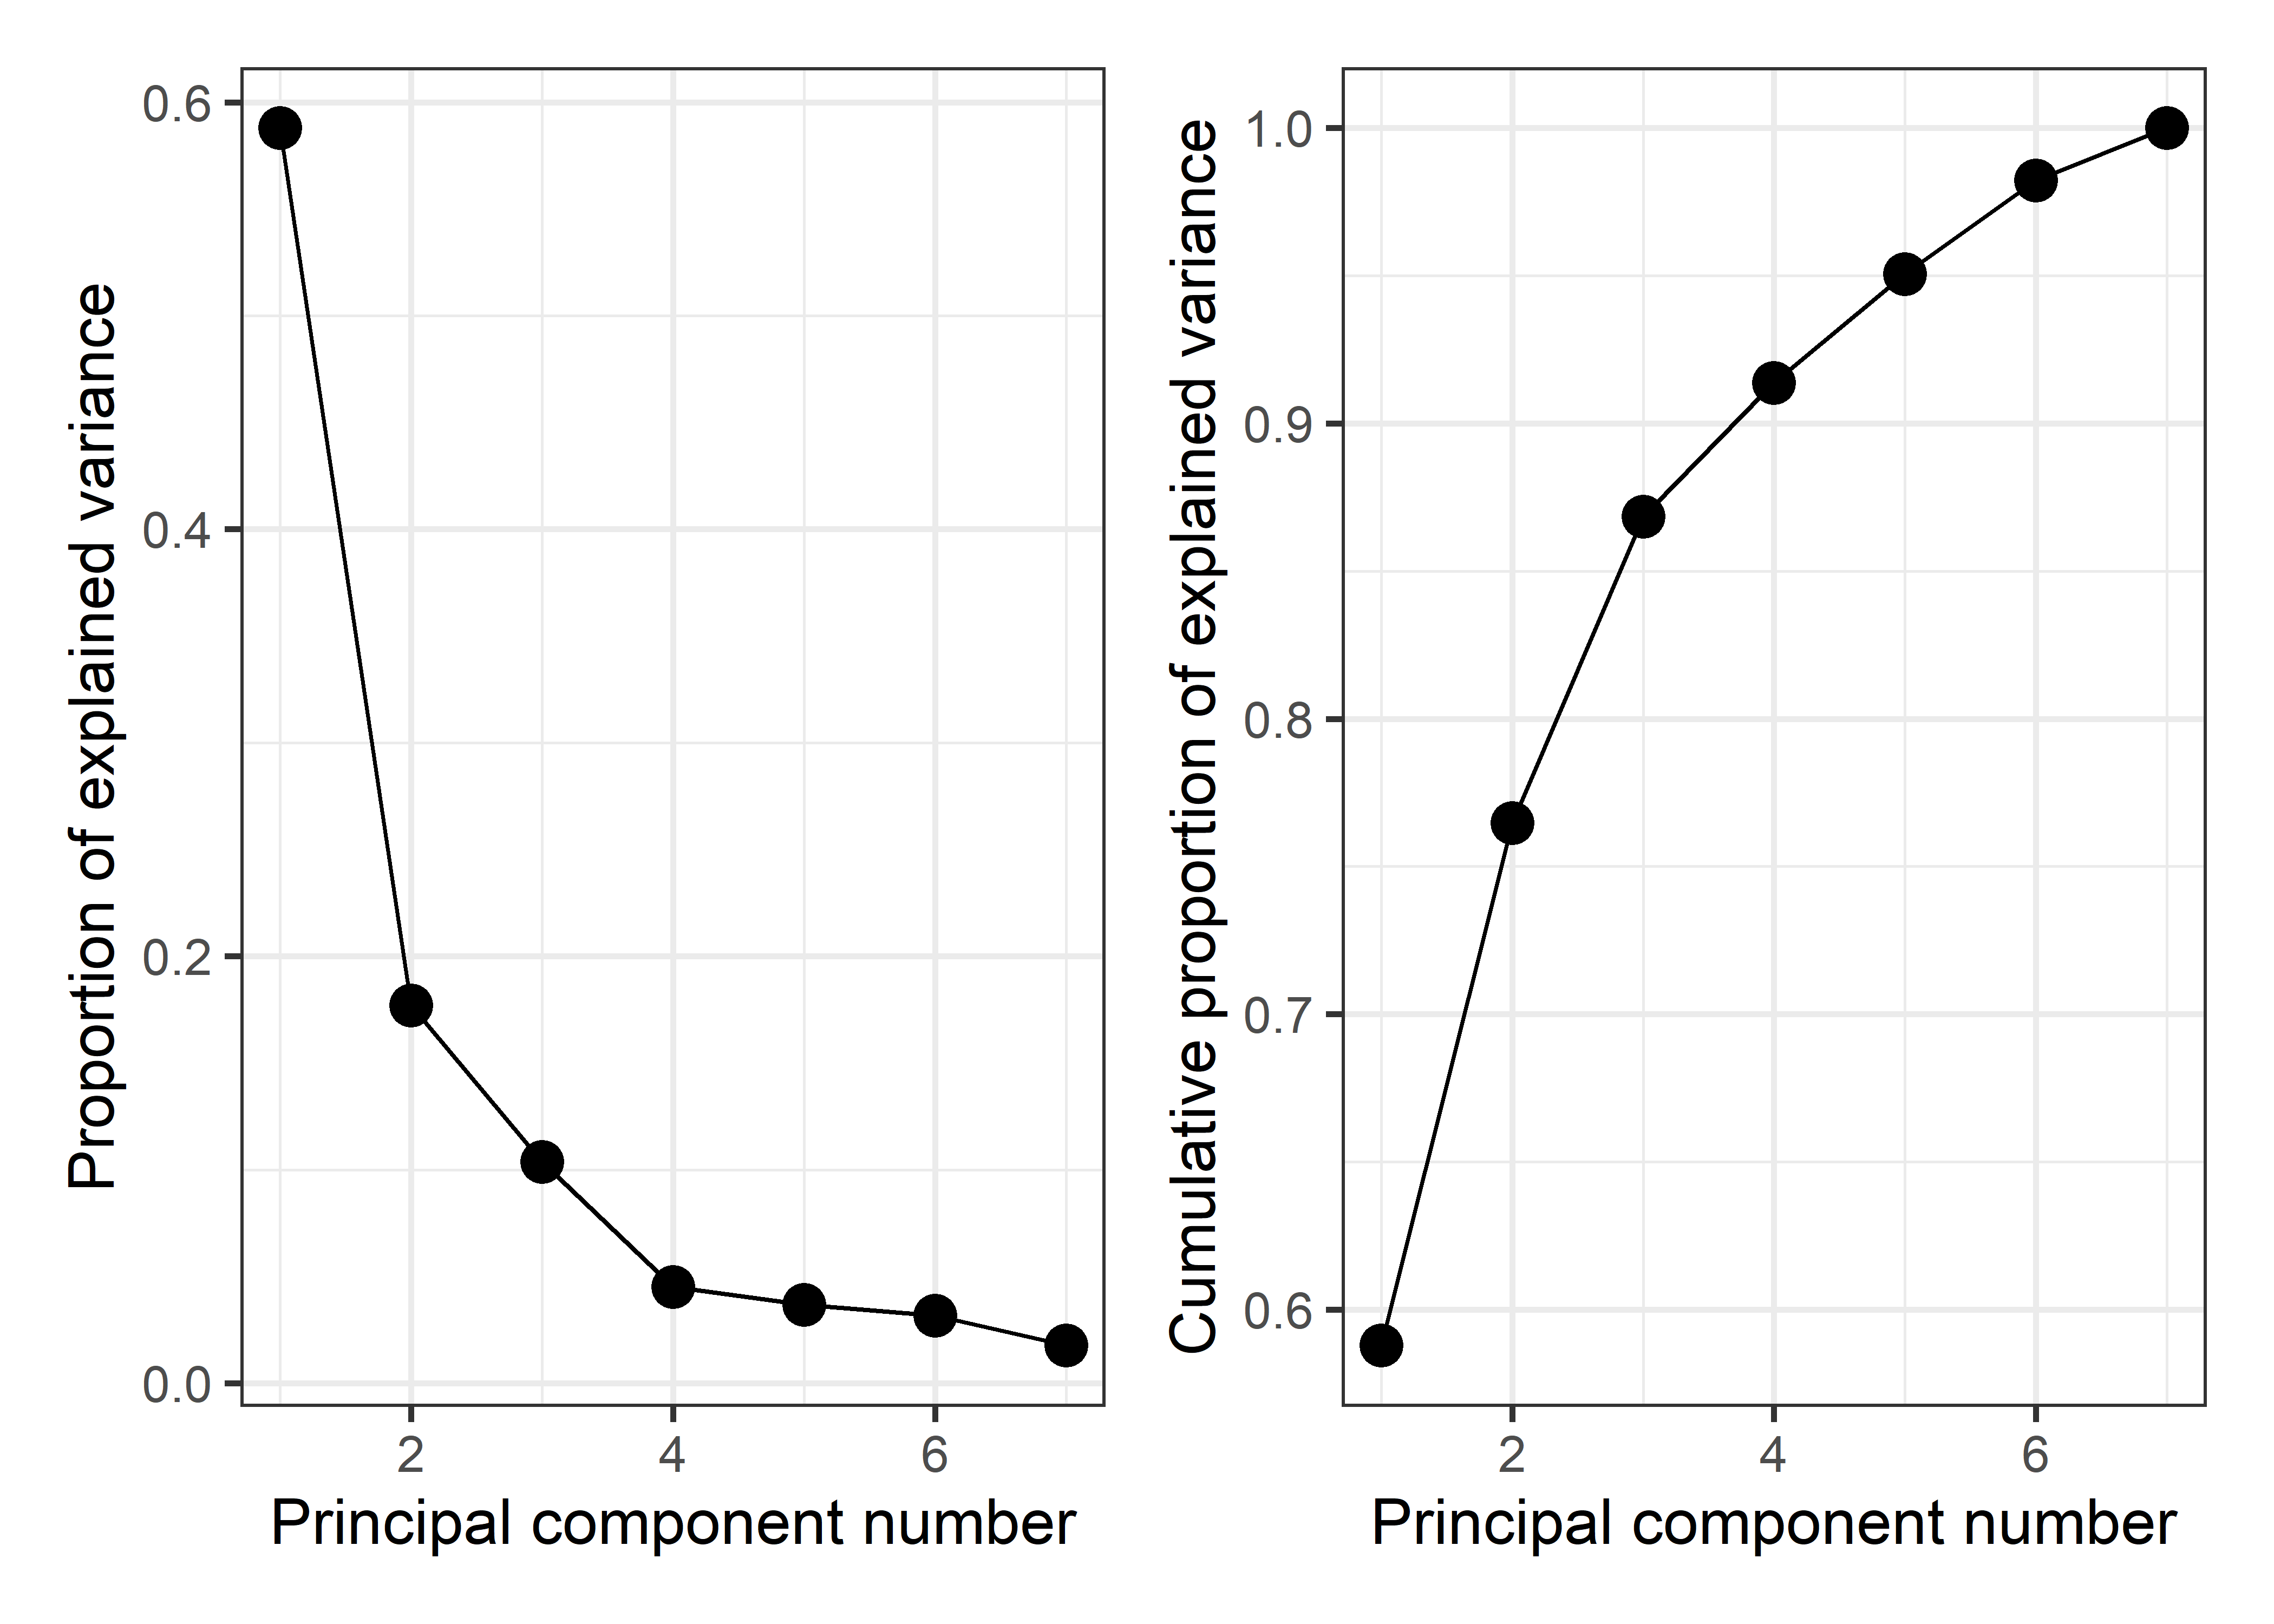 Proportion of explained variance
0.6
0.4
0.2
0.0
2 4 6
Principal component number
Cumulative proportion of explained variance
1.0
0.9
0.8
0.7
0.6
2 4 6
Principal component number